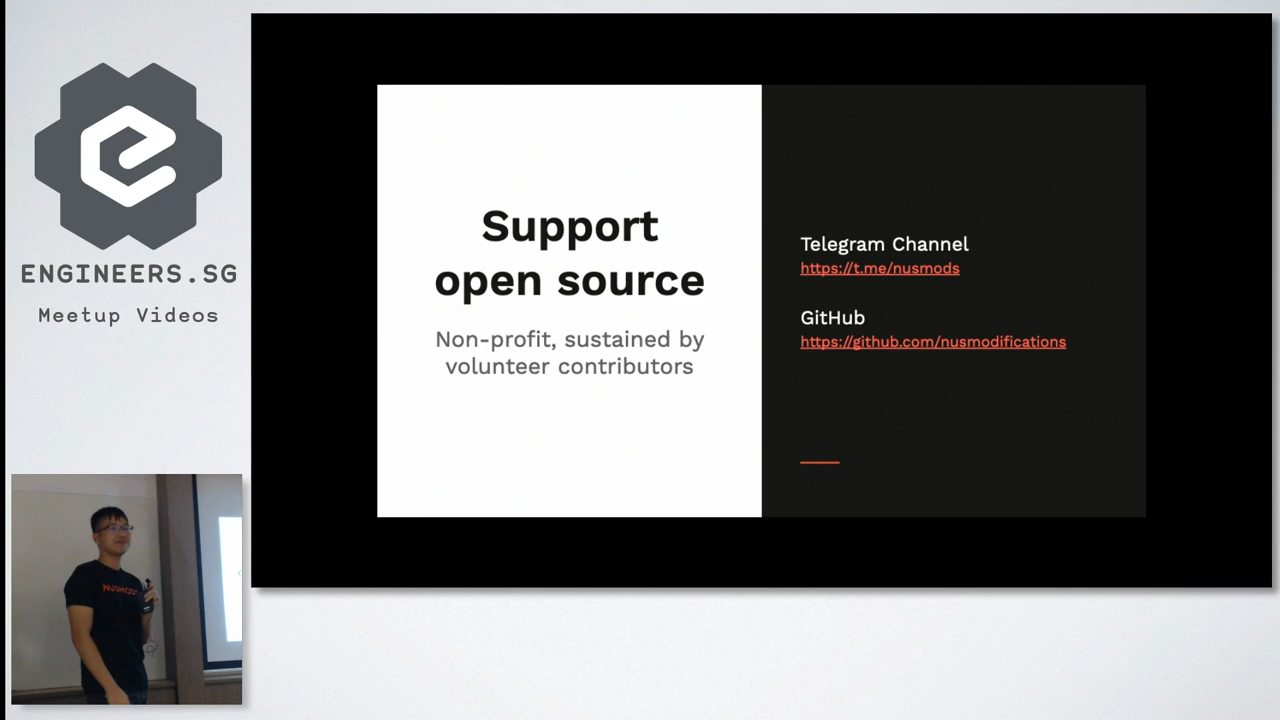 ENGINEERS.SG
Meetup Videos
Support
open source
Non-profit, sustained by
volunteer contributors
Telegram Channel
https://t.me/nusmods
GitHub
https://github.com/nusmodifications
NUSMODS